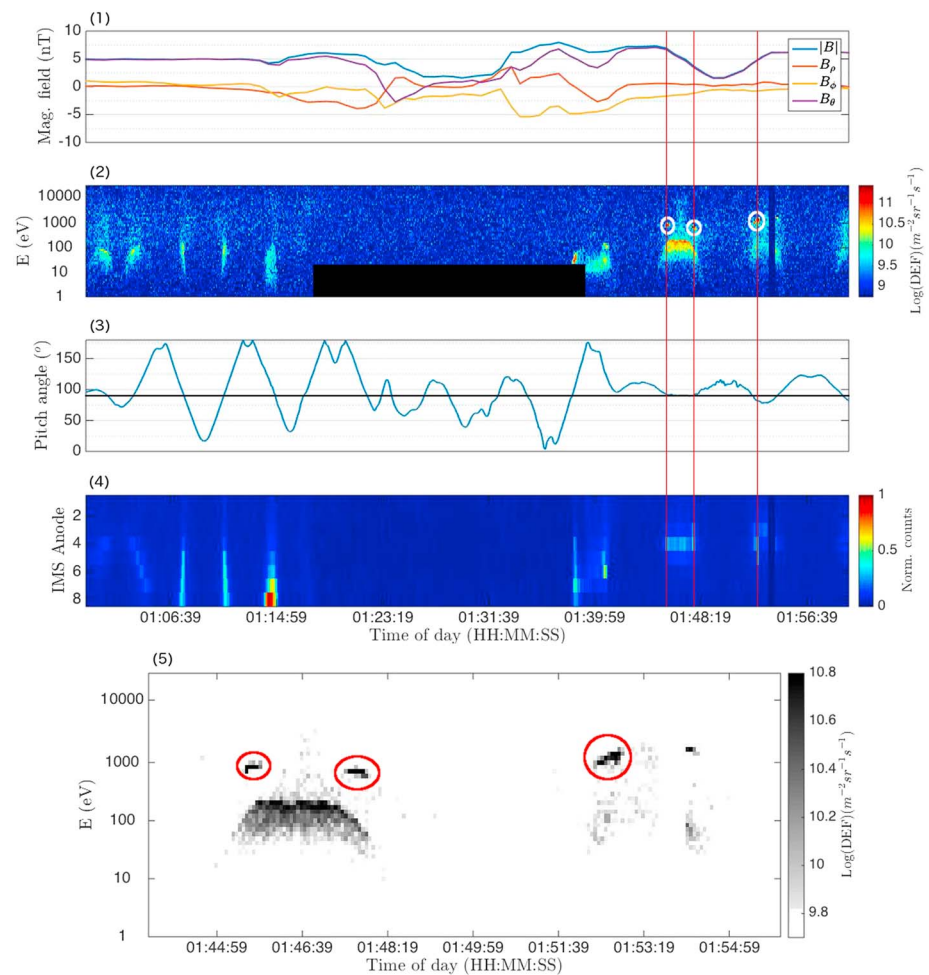 (1)
10
5
0
-5
-10
Mag. field (nT)
|B|
Bρ
Bϕ
Bθ
(2)
10000
1000
100
10
1
E (eV)
11
10.5
10
9.5
9
Log(DEF)(m⁻²sr⁻¹s⁻¹)
(3)
150
100
50
0
Pitch angle (°)
(4)
2
4
6
8
IMS Anode
1
0.5
0
Norm. counts
01:06:39 01:14:59 01:23:19 01:31:39 01:39:59 01:48:19 01:56:39
Time of day (HH:MM:SS)
(5)
10000
1000
100
10
1
E (eV)
10.8
10.6
10.4
10.2
10
9.8
Log(DEF)(m⁻²sr⁻¹s⁻¹)
01:44:59 01:46:39 01:48:19 01:49:59 01:51:39 01:53:19 01:54:59
Time of day (HH:MM:SS)